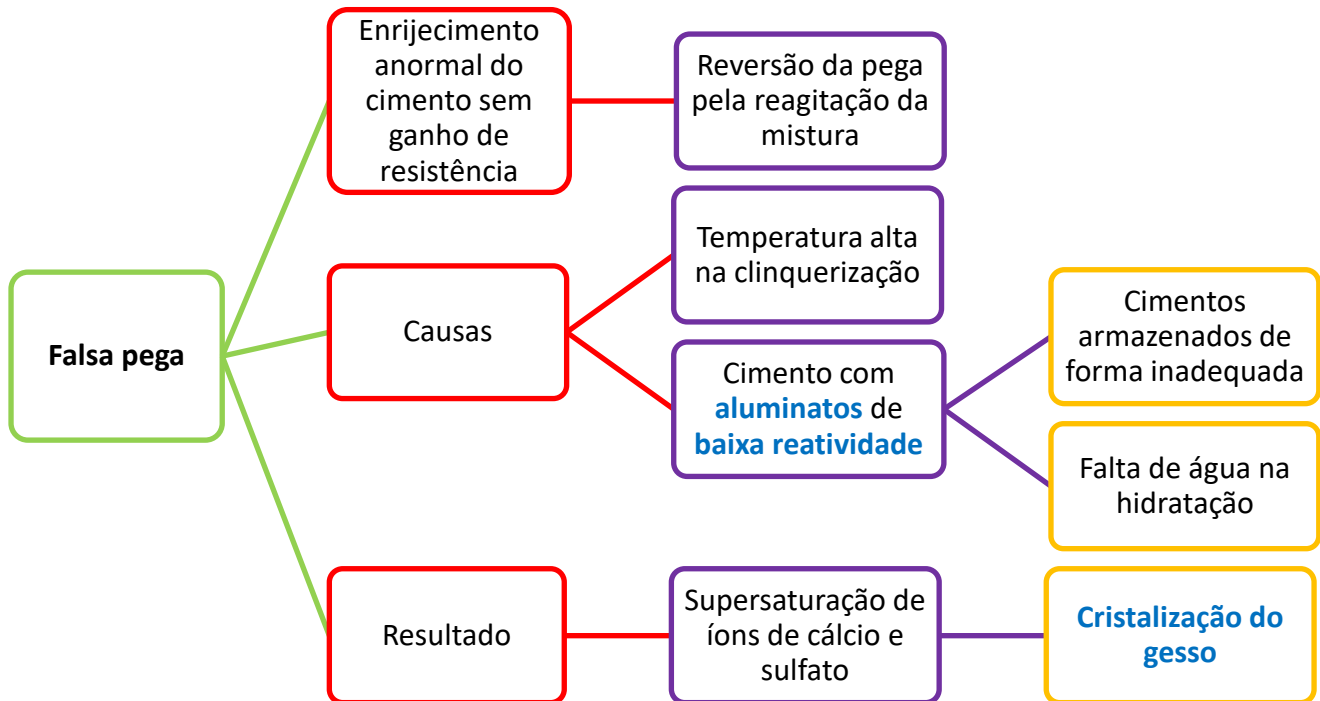 Falsa pega
Enrijecimento
anormal do
cimento sem
ganho de
resistência
Reversão da pega
pela reagitação da
mistura
Causas
Temperatura alta
na clinquerização
Cimento com
aluminatos de
baixa reatividade
Cimentos
armazenados de
forma inadequada
Falta de água na
hidratação
Resultado
Supersaturação de
íons de cálcio e
sulfato
Cristalização do
gesso